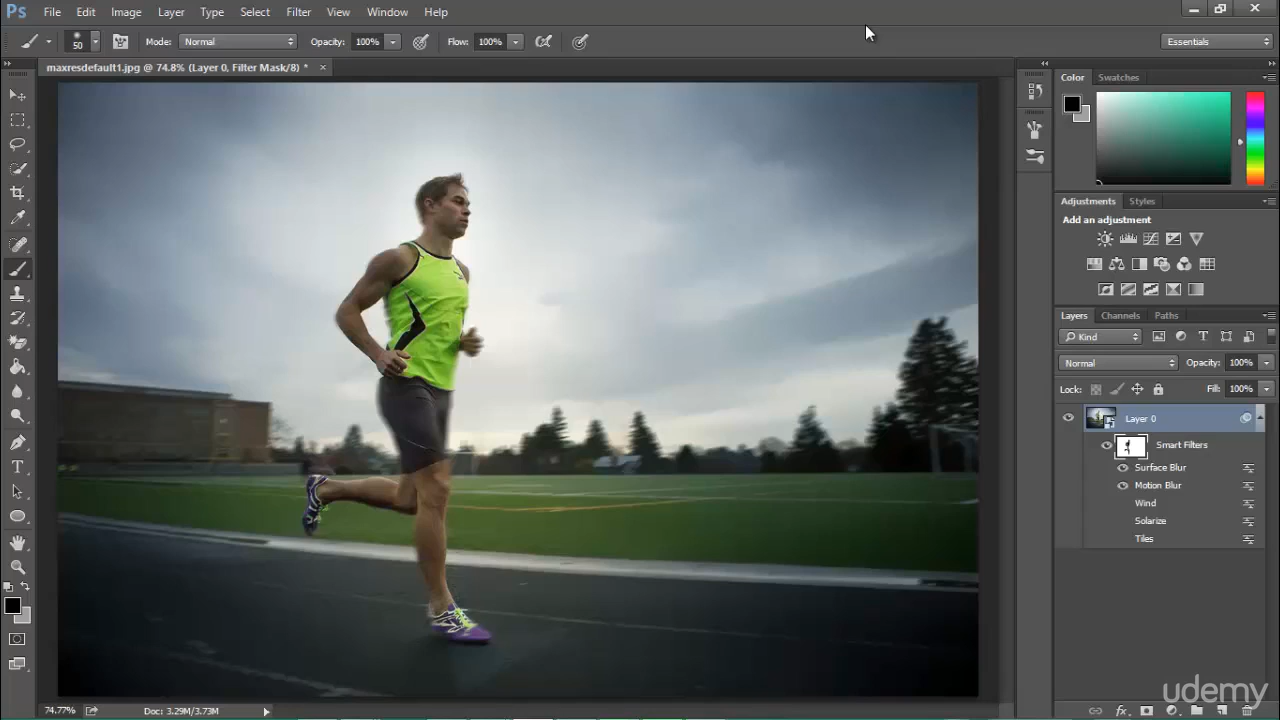 Ps File Edit Image Layer Type Select Filter View Window Help
50 Mode: Normal Opacity: 100% Flow: 100% Essentials
maxresdefault1.jpg @ 74.8% (Layer 0, Filter Mask/8) * ×
Color Swatches
Adjustments Styles
Add an adjustment
Layers Channels Paths
Kind
Normal Opacity: 100%
Lock: Fill: 100%
Layer 0
Smart Filters
Surface Blur
Motion Blur
Wind
Solarize
Tiles
74.77% Doc: 3.29M/3.73M
udemy